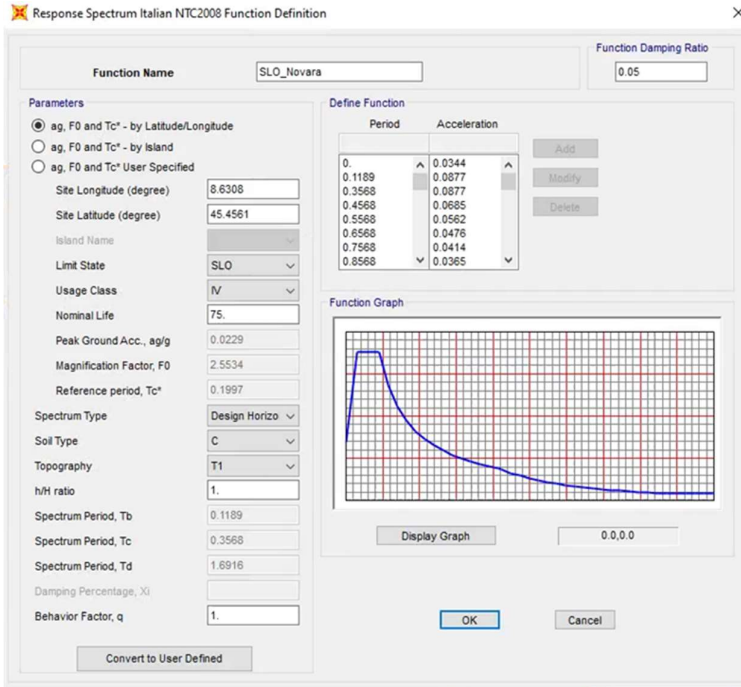 Response Spectrum Italian NTC2008 Function Definition
Function Damping Ratio
Function Name
SLO_Novara
0.05
Parameters
ag, F0 and Tc* - by Latitude/Longitude
ag, F0 and Tc* - by Island
ag, F0 and Tc* User Specified
Site Longitude (degree)
8.6308
Site Latitude (degree)
45.4561
Island Name
Limit State
SLO
Usage Class
IV
Nominal Life
75.
Peak Ground Acc., ag/g
0.0229
Magnification Factor, F0
2.5534
Reference period, Tc*
0.1997
Spectrum Type
Design Horizo
Soil Type
C
Topography
T1
h/H ratio
1.
Spectrum Period, Tb
0.1189
Spectrum Period, Tc
0.3568
Spectrum Period, Td
1.6916
Damping Percentage, Xi
Behavior Factor, q
1.
Convert to User Defined
Define Function
Period Acceleration
0. 0.0344
0.1189 0.0877
0.3568 0.0877
0.4568 0.0685
0.5568 0.0562
0.6568 0.0476
0.7568 0.0414
0.8568 0.0365
Add
Modify
Delete
Function Graph
Display Graph
0.0,0.0
OK
Cancel